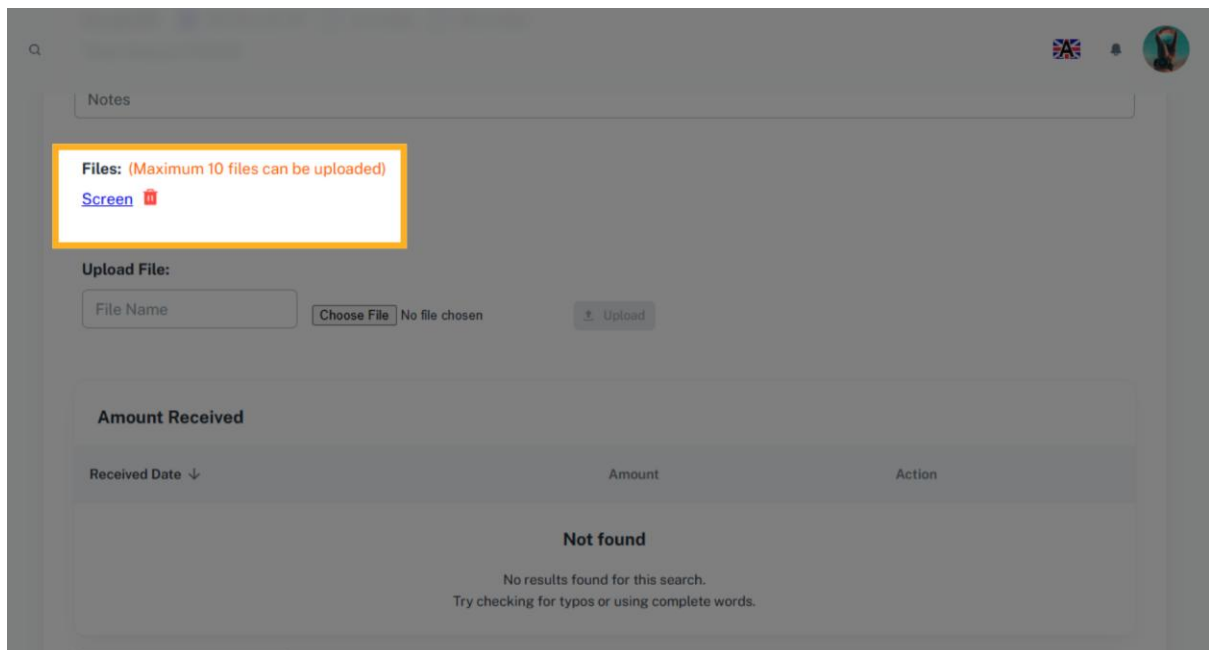 A
Notes
Files: (Maximum 10 files can be uploaded)
Screen
Upload File:
File Name
Choose File No file chosen
Upload
Amount Received
Received Date
Amount
Action
Not found
No results found for this search.
Try checking for typos or using complete words.